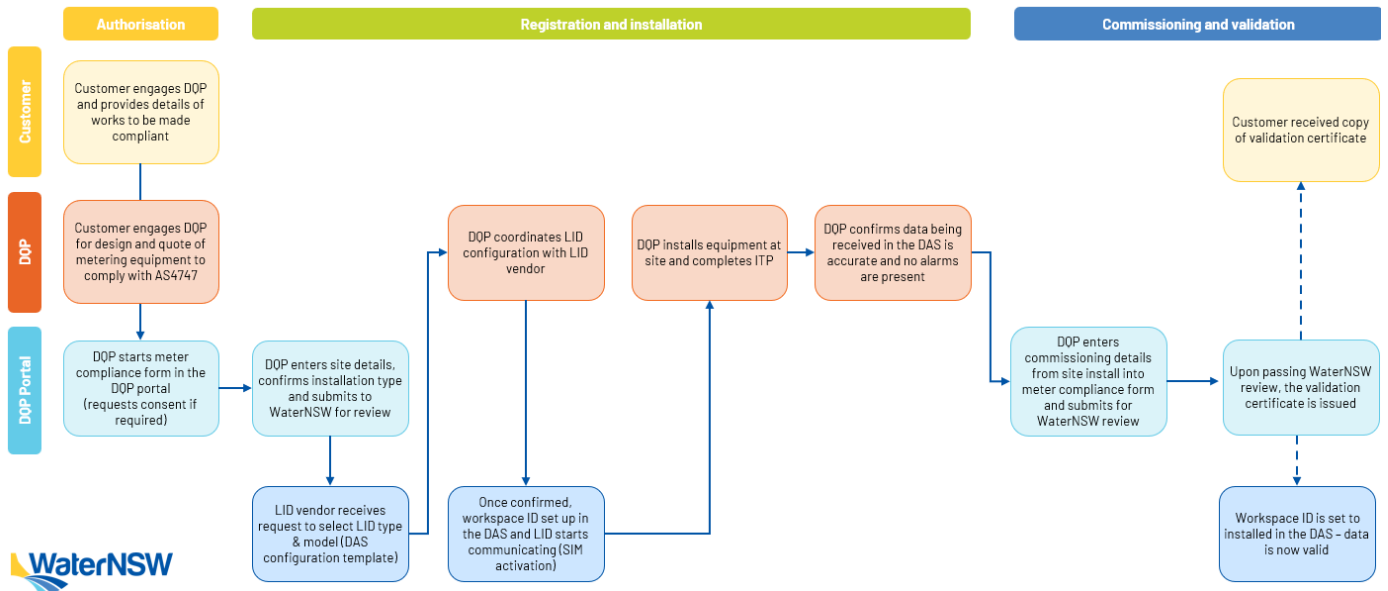 Authorisation
Registration and installation
Commissioning and validation
Customer
Customer engages DQP
and provides details of
works to be made
compliant
Customer received copy
of validation certificate
DQP
Customer engages DQP
for design and quote of
metering equipment to
comply with AS4747
DQP coordinates LID
configuration with LID
vendor
DQP installs equipment at
site and completes ITP
DQP confirms data being
received in the DAS is
accurate and no alarms
are present
DQP Portal
DQP starts meter
compliance form in the
DQP portal
(requests consent if
required)
DQP enters site details,
confirms installation type
and submits to
WaterNSW for review
DQP enters
commissioning details
from site install into
meter compliance form
and submits for
WaterNSW review
Upon passing WaterNSW
review, the validation
certificate is issued
LID vendor receives
request to select LID type
& model (DAS
configuration template)
Once confirmed,
workspace ID set up in
the DAS and LID starts
communicating (SIM
activation)
Workspace ID is set to
installed in the DAS – data
is now valid
WaterNSW